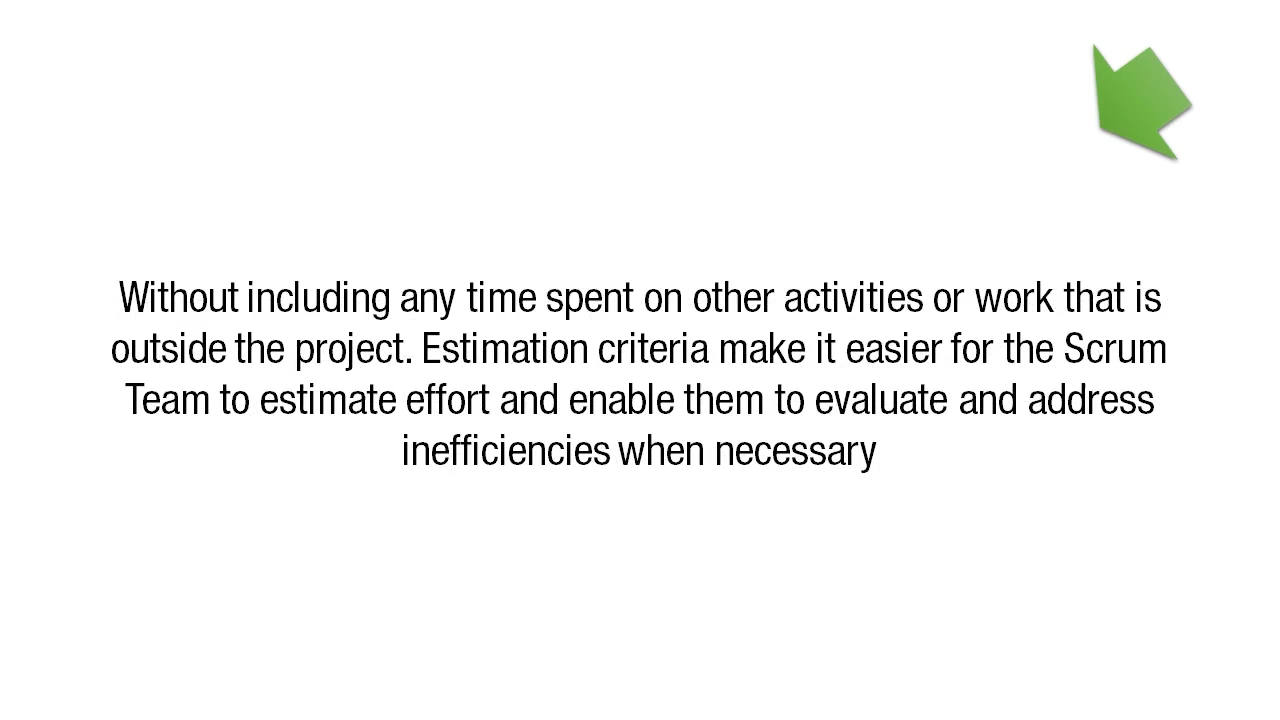 Without including any time spent on other activities or work that is
outside the project. Estimation criteria make it easier for the Scrum
Team to estimate effort and enable them to evaluate and address
inefficiencies when necessary